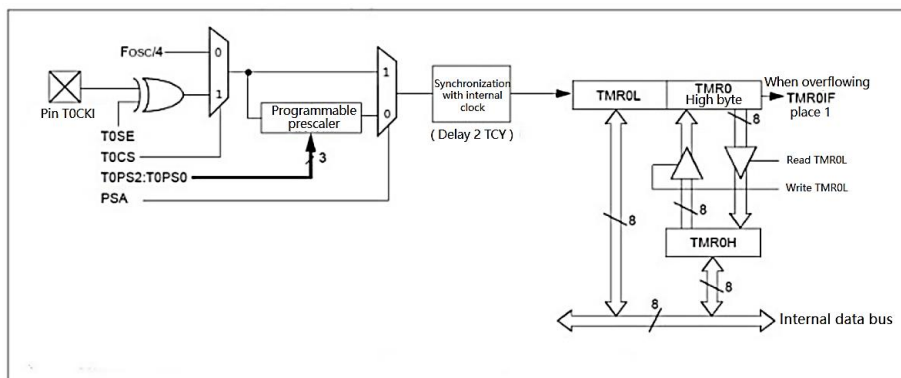 FOSC/4
0
1
Pin T0CKI
T0SE
T0CS
T0PS2:T0PS0
PSA
Programmable
prescaler
3
1
0
Synchronization
with internal
clock
( Delay 2 TCY )
TMR0L
TMR0
High byte
When overflowing
TMR0IF
place 1
8
Read TMR0L
Write TMR0L
8
8
TMR0H
8
8
Internal data bus